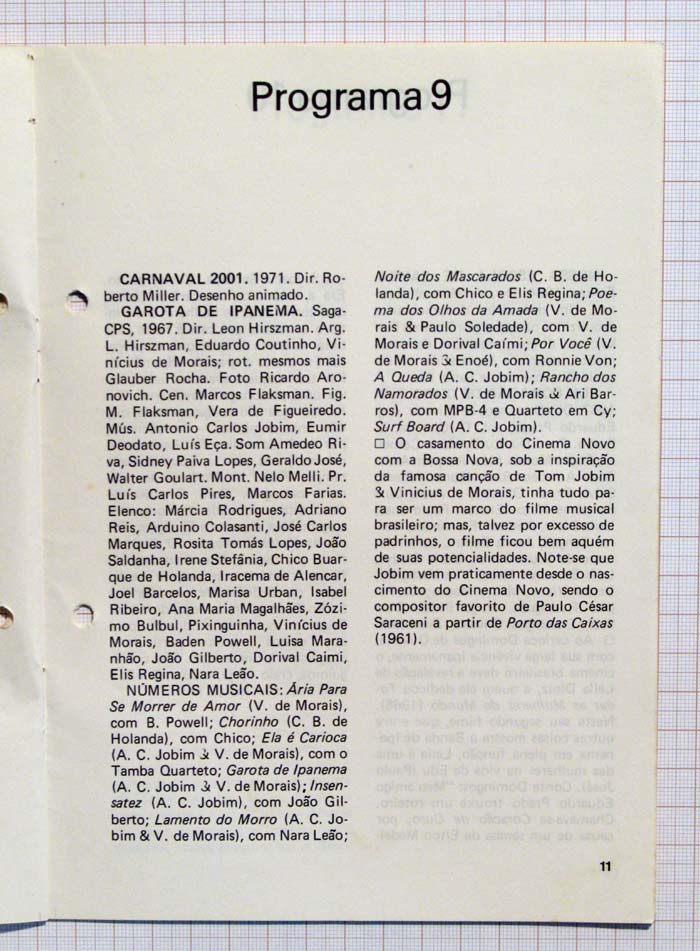 Programa 9
CARNAVAL 2001. 1971. Dir. Ro-
berto Miller. Desenho animado.
GAROTA DE IPANEMA. Saga-
CPS, 1967. Dir. Leon Hirszman. Arg.
L. Hirszman, Eduardo Coutinho, Vi-
nícius de Morais; rot. mesmos mais
Glauber Rocha. Foto Ricardo Aro-
novich. Cen. Marcos Flaksman. Fig.
M. Flaksman, Vera de Figueiredo.
Mús. Antonio Carlos Jobim, Eumir
Deodato, Luís Eça. Som Amedeo Ri-
va, Sidney Paiva Lopes, Geraldo José,
Walter Goulart. Mont. Nelo Melli. Pr.
Luís Carlos Pires, Marcos Farias.
Elenco: Márcia Rodrigues, Adriano
Reis, Arduino Colasanti, José Carlos
Marques, Rosita Tomás Lopes, João
Saldanha, Irene Stefânia, Chico Buar-
que de Holanda, Iracema de Alencar,
Joel Barcelos, Marisa Urban, Isabel
Ribeiro, Ana Maria Magalhães, Zózi-
mo Bulbul, Pixinguinha, Vinícius de
Morais, Baden Powell, Luisa Mara-
nhão, João Gilberto, Dorival Caimi,
Elis Regina, Nara Leão.
NÚMEROS MUSICAIS: Ária Para
Se Morrer de Amor (V. de Morais),
com B. Powell; Chorinho (C. B. de
Holanda), com Chico; Ela é Carioca
(A. C. Jobim & V. de Morais), com o
Tamba Quarteto; Garota de Ipanema
(A. C. Jobim & V. de Morais); Insen-
satez (A. C. Jobim), com João Gil-
berto; Lamento do Morro (A. C. Jo-
bim & V. de Morais), com Nara Leão;
Noite dos Mascarados (C. B. de Ho-
landa), com Chico e Elis Regina; Poe-
ma dos Olhos da Amada (V. de Mo-
rais & Paulo Soledade), com V. de
Morais e Dorival Caími; Por Você (V.
de Morais & Enoé), com Ronnie Von;
A Queda (A. C. Jobim); Rancho dos
Namorados (V. de Morais & Ari Bar-
ros), com MPB-4 e Quarteto em Cy;
Surf Board (A. C. Jobim).
□ O casamento do Cinema Novo
com a Bossa Nova, sob a inspiração
da famosa canção de Tom Jobim
& Vinicius de Morais, tinha tudo pa-
ra ser um marco do filme musical
brasileiro; mas, talvez por excesso de
padrinhos, o filme ficou bem aquém
de suas potencialidades. Note-se que
Jobim vem praticamente desde o nas-
cimento do Cinema Novo, sendo o
compositor favorito de Paulo César
Saraceni a partir de Porto das Caixas
(1961).
11